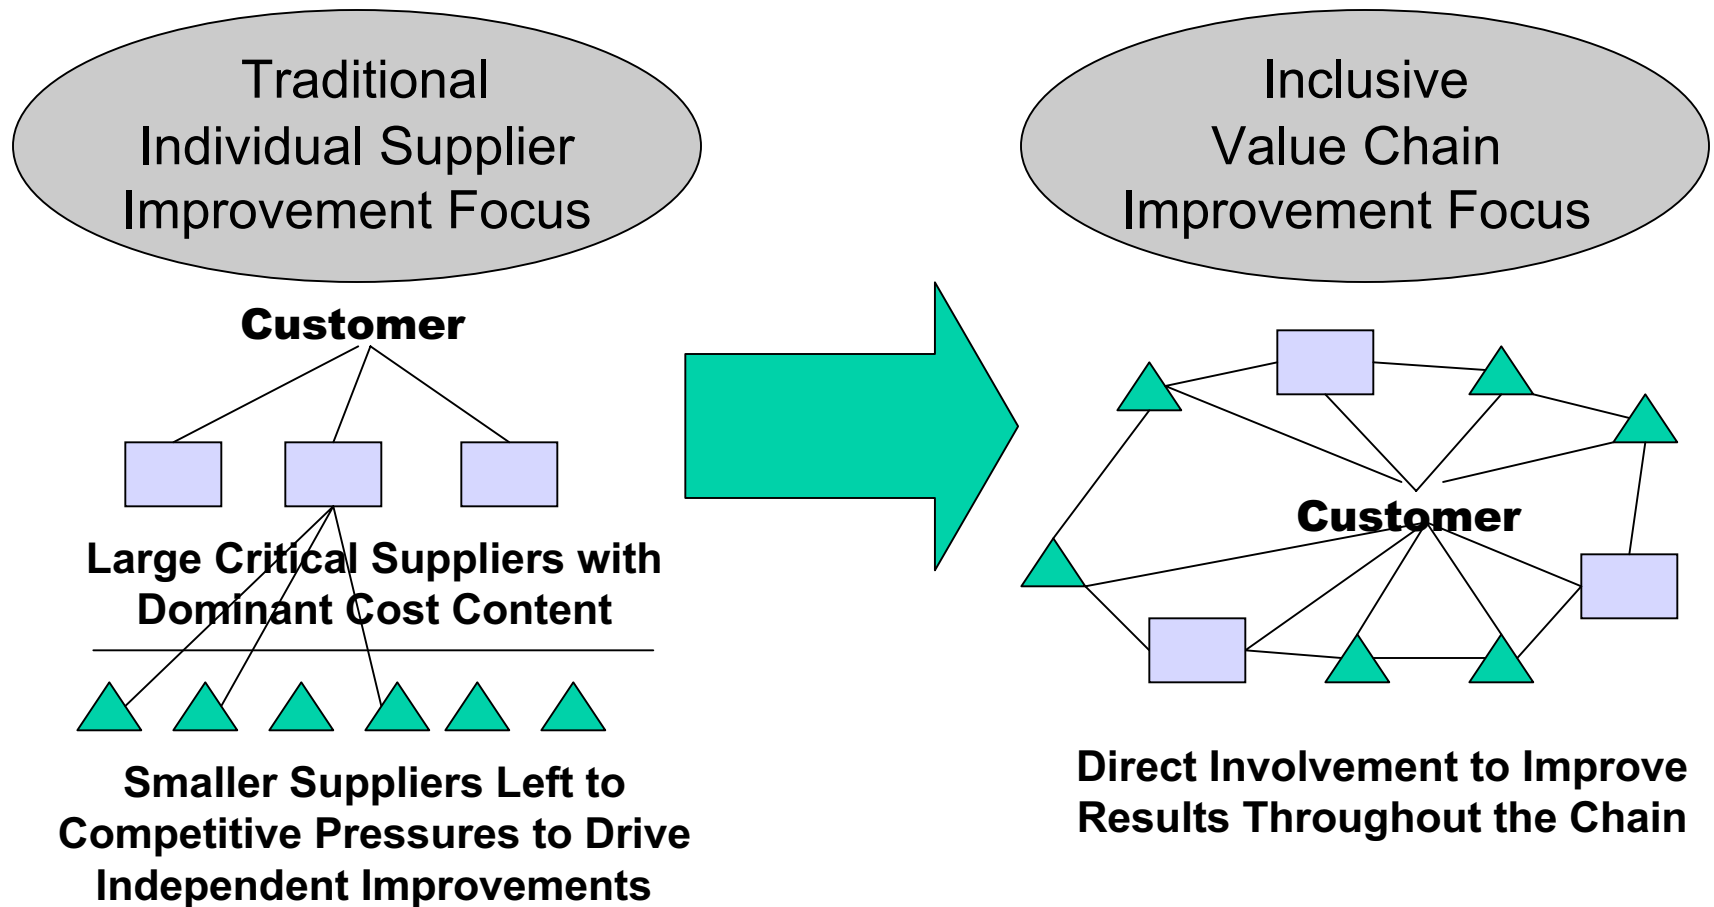 Traditional
Individual Supplier
Improvement Focus
Customer
Large Critical Suppliers with
Dominant Cost Content
Smaller Suppliers Left to
Competitive Pressures to Drive
Independent Improvements
Inclusive
Value Chain
Improvement Focus
Customer
Direct Involvement to Improve
Results Throughout the Chain